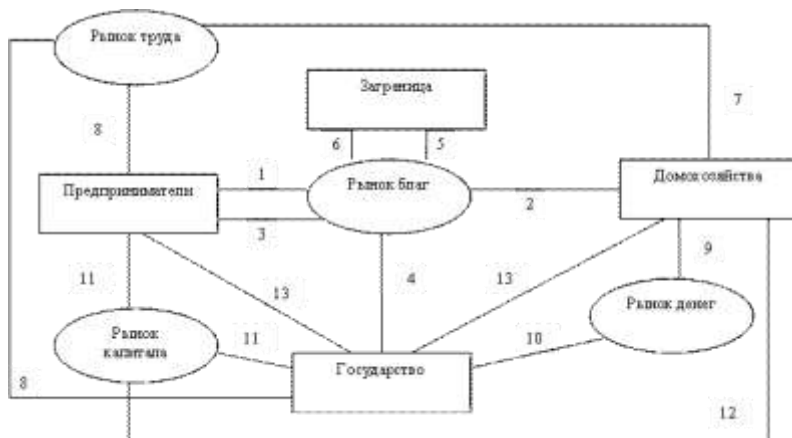 Рынок труда
Заграница
7
8
6
5
1
Рынок благ
Предприниматели
2
Домохозяйства
3
9
11
13
4
13
Рынок денег
Рынок
капитала
11
10
Государство
8
12